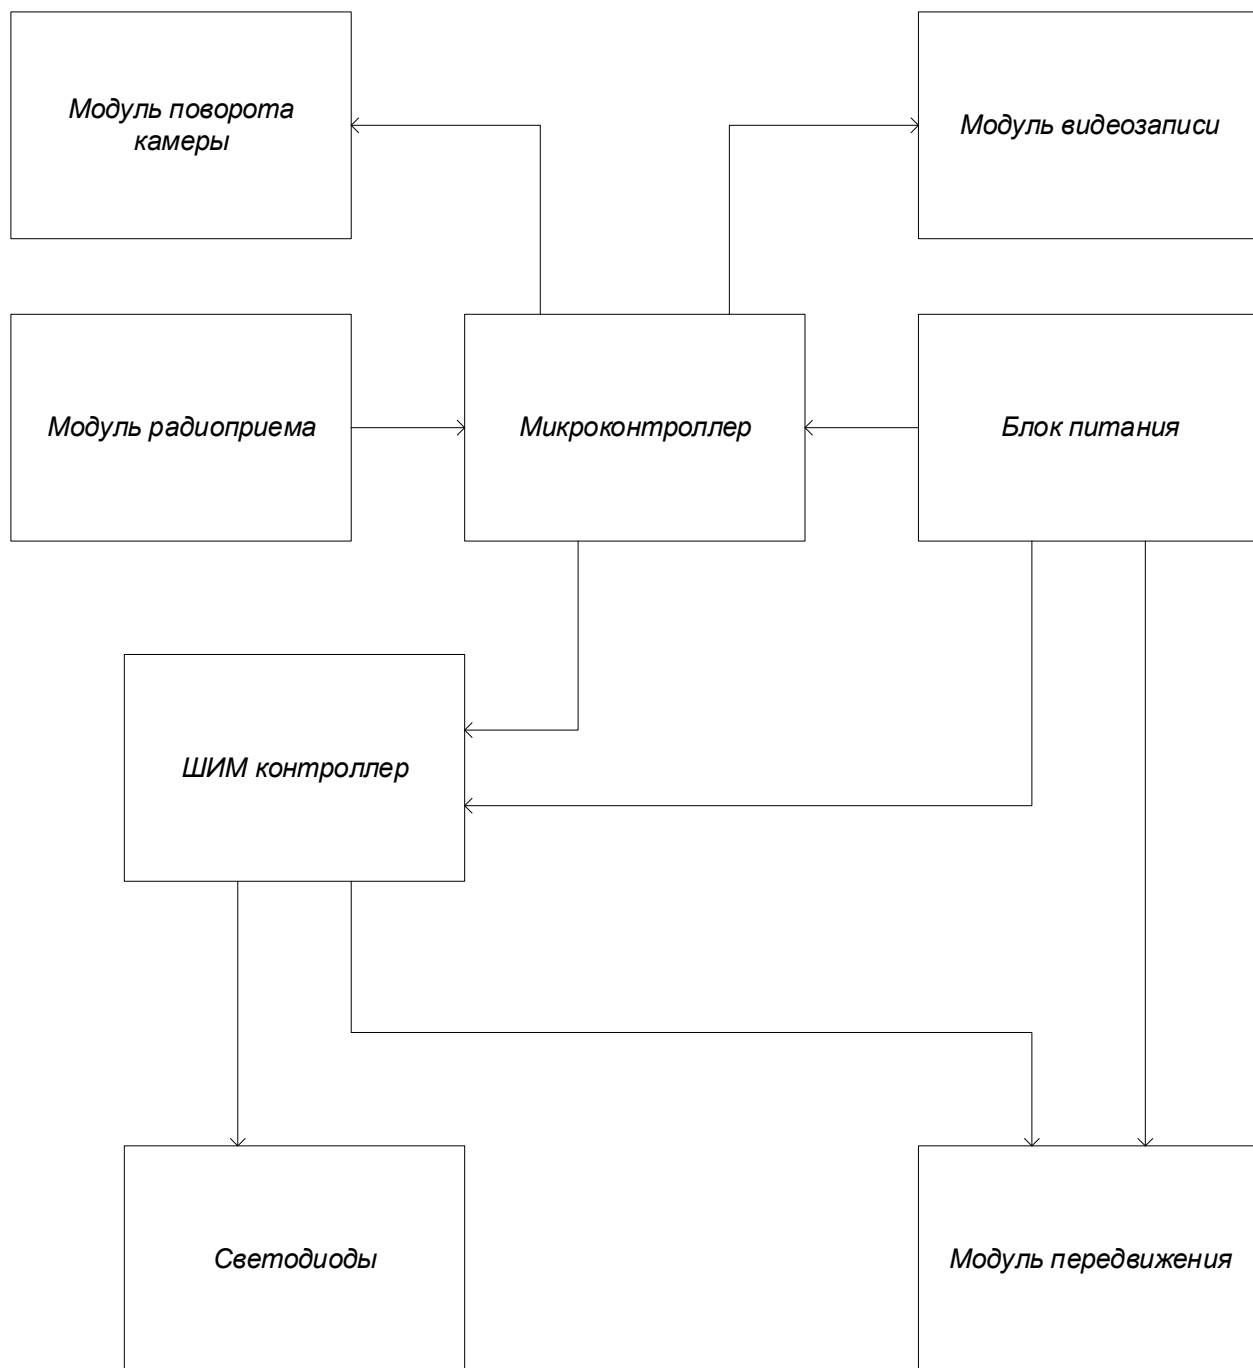 Модуль поворота
камеры
Модуль видеозаписи
Модуль радиоприема
Микроконтроллер
Блок питания
ШИМ контроллер
Светодиоды
Модуль передвижения